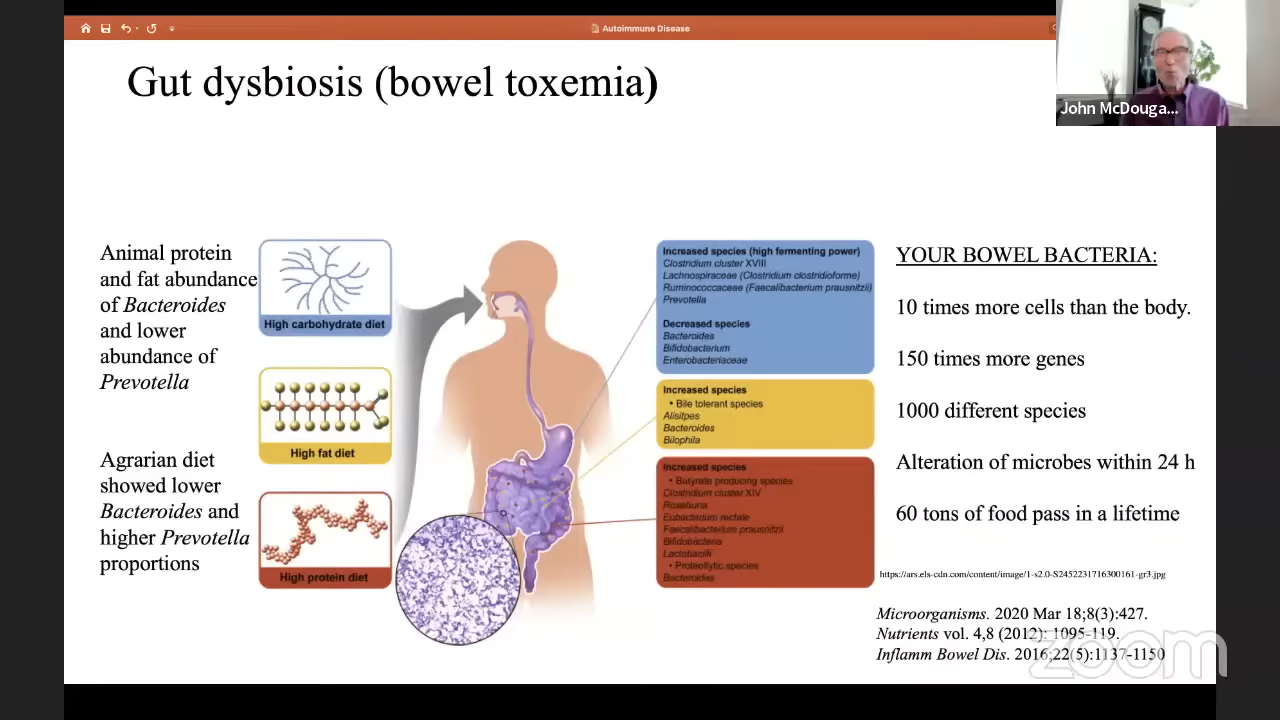 Autoimmune Disease
Gut dysbiosis (bowel toxemia)
John McDouga...
Animal protein
and fat abundance
of Bacteroides
and lower
abundance of
Prevotella
Agrarian diet
showed lower
Bacteroides and
higher Prevotella
proportions
High carbohydrate diet
High fat diet
High protein diet
Increased species (high fermenting power)
Clostridium cluster XVIII
Lachnospiraceae (Clostridium clostridioforme)
Ruminococcaceae (Faecalibacterium prausnitzii)
Prevotella
Decreased species
Bacteroides
Bifidobacterium
Enterobacteriaceae
Increased species
• Bile tolerant species
Alisitpes
Bacteroides
Bilophila
Increased species
• Butyrate producing species
Clostridium cluster XIV
Roseburia
Eubacterium rectale
Faecalibacterium prausnitzii
Bifidobacteria
Lactobacilli
• Proteollytic species
Bacteroides
YOUR BOWEL BACTERIA:
10 times more cells than the body.
150 times more genes
1000 different species
Alteration of microbes within 24 h
60 tons of food pass in a lifetime
https://ars.els-cdn.com/content/image/1-s2.0-S2452231716300161-gr3.jpg
Microorganisms. 2020 Mar 18;8(3):427.
Nutrients vol. 4,8 (2012): 1095-119.
Inflamm Bowel Dis. 2016;22(5):1137-1150
zoom